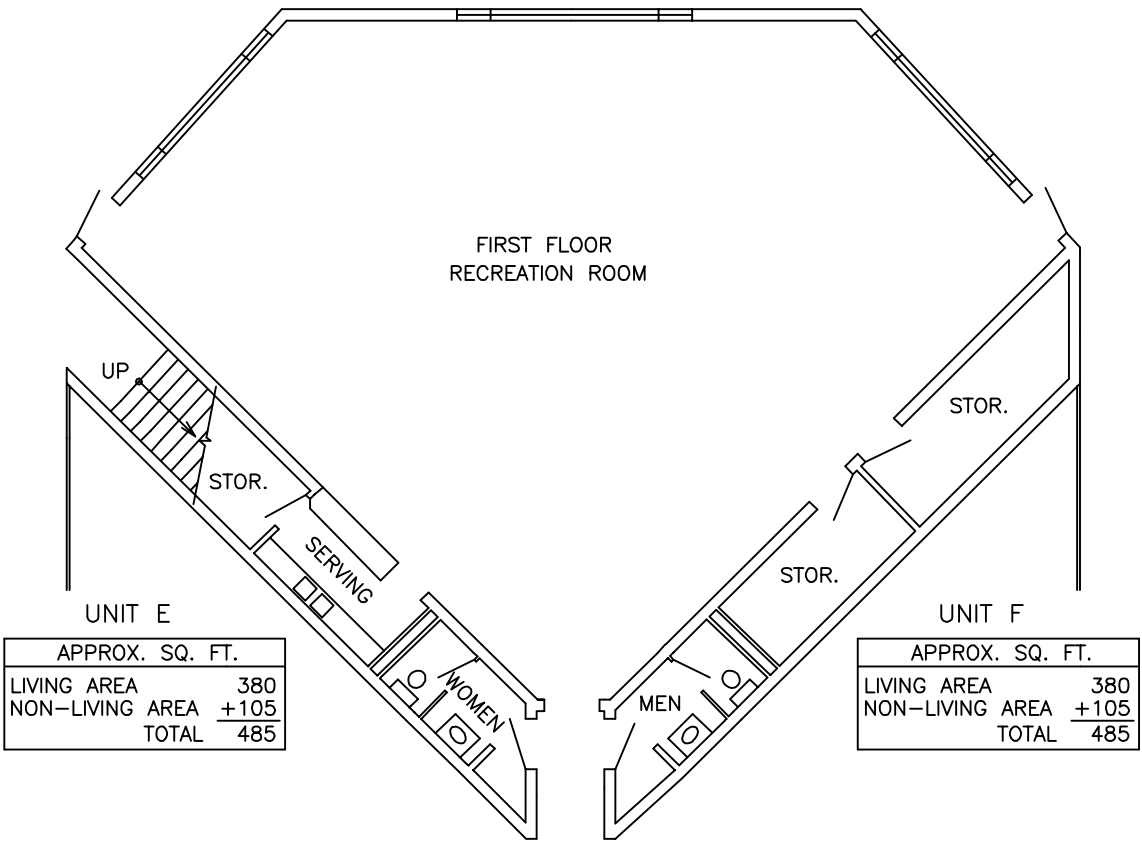 FIRST FLOOR
RECREATION ROOM
UP
STOR.
STOR.
SERVING
STOR.
UNIT E
UNIT F
APPROX. SQ. FT.
LIVING AREA 380
NON-LIVING AREA +105
TOTAL 485
WOMEN
MEN
APPROX. SQ. FT.
LIVING AREA 380
NON-LIVING AREA +105
TOTAL 485